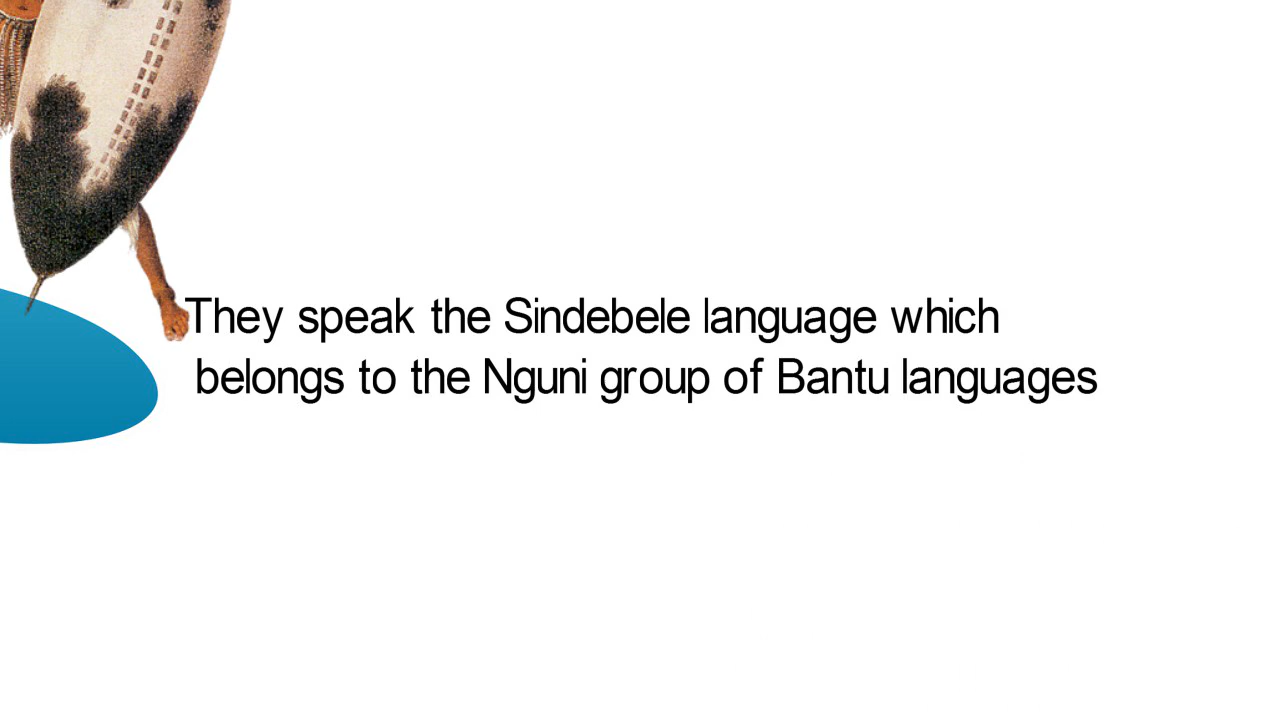 They speak the Sindebele language which
belongs to the Nguni group of Bantu languages